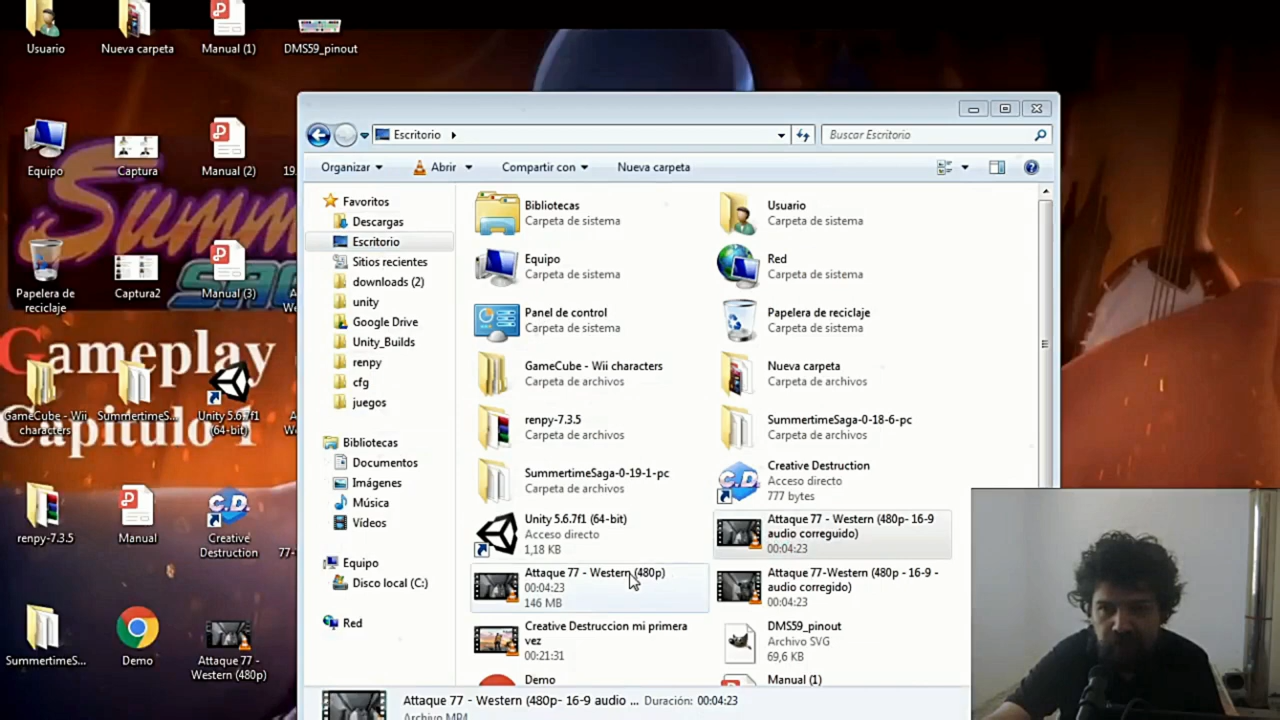 Usuario
Nueva carpeta
Manual (1)
DMS59_pinout
Equipo
Captura
Manual (2)
19.
Papelera de
reciclaje
Captura2
Manual (3)
Gameplay
Capitulo 1
GameCube - Wii
characters
SummertimeS...
Unity 5.6.7f1
(64-bit)
renpy-7.3.5
Manual
Creative
Destruction
77-
SummertimeS...
Demo
Attaque 77 -
Western (480p)
Escritorio
Buscar Escritorio
Organizar
Abrir
Compartir con
Nueva carpeta
Favoritos
Descargas
Escritorio
Sitios recientes
downloads (2)
unity
Google Drive
Unity_Builds
renpy
cfg
juegos
Bibliotecas
Documentos
Imágenes
Música
Vídeos
Equipo
Disco local (C:)
Red
Bibliotecas
Carpeta de sistema
Usuario
Carpeta de sistema
Equipo
Carpeta de sistema
Red
Carpeta de sistema
Panel de control
Carpeta de sistema
Papelera de reciclaje
Carpeta de sistema
GameCube - Wii characters
Carpeta de archivos
Nueva carpeta
Carpeta de archivos
renpy-7.3.5
Carpeta de archivos
SummertimeSaga-0-18-6-pc
Carpeta de archivos
SummertimeSaga-0-19-1-pc
Carpeta de archivos
Creative Destruction
Acceso directo
777 bytes
Unity 5.6.7f1 (64-bit)
Acceso directo
1,18 KB
Attaque 77 - Western (480p- 16-9
audio correguido)
00:04:23
Attaque 77 - Western (480p)
00:04:23
146 MB
Attaque 77-Western (480p - 16-9 -
audio corregido)
00:04:23
Creative Destruccion mi primera
vez
00:21:31
DMS59_pinout
Archivo SVG
69,6 KB
Demo
Manual (1)
Attaque 77 - Western (480p- 16-9 audio ...
Duración: 00:04:23
Archivo MP4